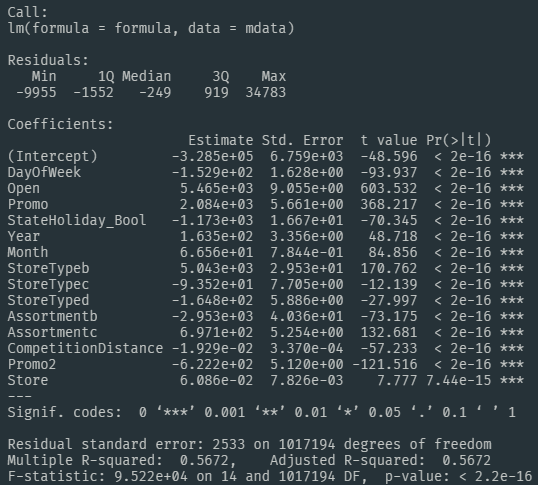 Call:
lm(formula = formula, data = mdata)
Residuals:
   Min     1Q Median     3Q    Max
 -9955  -1552   -249    919  34783
Coefficients:
                      Estimate Std. Error  t value Pr(>|t|)
(Intercept)         -3.285e+05  6.759e+03  -48.596  < 2e-16 ***
DayOfWeek           -1.529e+02  1.628e+00  -93.937  < 2e-16 ***
Open                 5.465e+03  9.055e+00  603.532  < 2e-16 ***
Promo                2.084e+03  5.661e+00  368.217  < 2e-16 ***
StateHoliday_Bool   -1.173e+03  1.667e+01  -70.345  < 2e-16 ***
Year                 1.635e+02  3.356e+00   48.718  < 2e-16 ***
Month                6.656e+01  7.844e-01   84.856  < 2e-16 ***
StoreTypeb           5.043e+03  2.953e+01  170.762  < 2e-16 ***
StoreTypec          -9.352e+01  7.705e+00  -12.139  < 2e-16 ***
StoreTyped          -1.648e+02  5.886e+00  -27.997  < 2e-16 ***
Assortmentb         -2.953e+03  4.036e+01  -73.175  < 2e-16 ***
Assortmentc          6.971e+02  5.254e+00  132.681  < 2e-16 ***
CompetitionDistance -1.929e-02  3.370e-04  -57.233  < 2e-16 ***
Promo2              -6.222e+02  5.120e+00 -121.516  < 2e-16 ***
Store                6.086e-02  7.826e-03    7.777 7.44e-15 ***
---
Signif. codes:  0 ‘***’ 0.001 ‘**’ 0.01 ‘*’ 0.05 ‘.’ 0.1 ‘ ’ 1
Residual standard error: 2533 on 1017194 degrees of freedom
Multiple R-squared:  0.5672,    Adjusted R-squared:  0.5672
F-statistic: 9.522e+04 on 14 and 1017194 DF,  p-value: < 2.2e-16